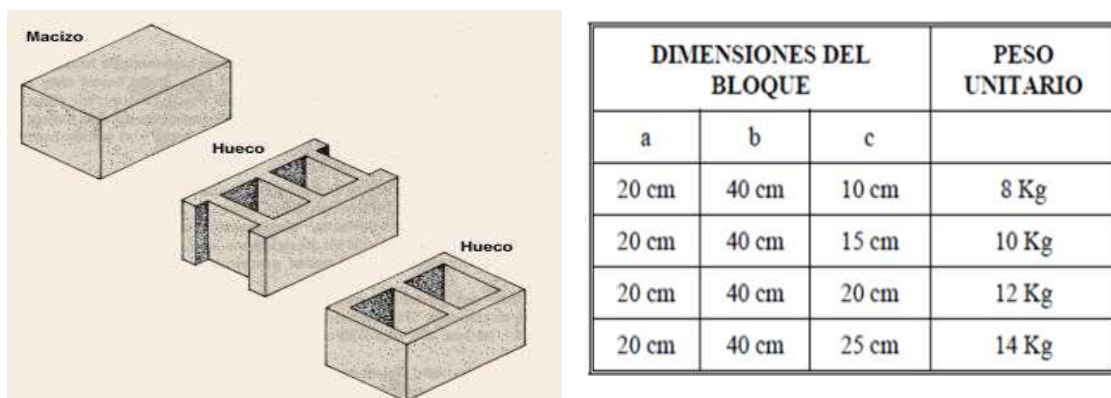 Macizo
Hueco
Hueco
DIMENSIONES DEL
BLOQUE
PESO
UNITARIO
a b c
20 cm 40 cm 10 cm 8 Kg
20 cm 40 cm 15 cm 10 Kg
20 cm 40 cm 20 cm 12 Kg
20 cm 40 cm 25 cm 14 Kg